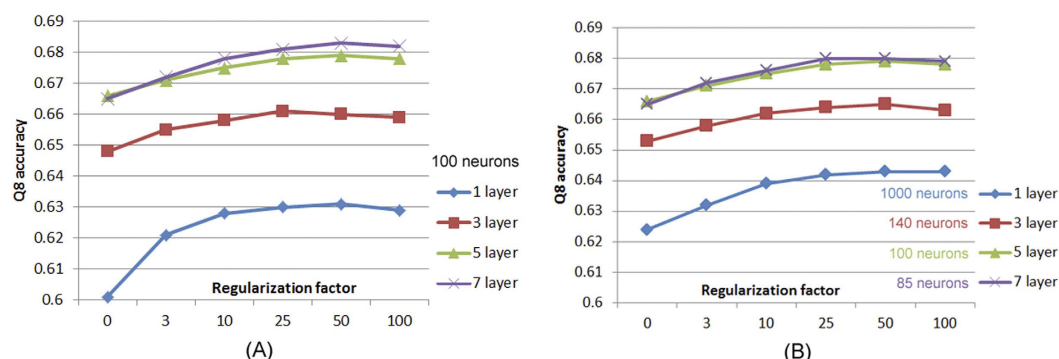 0.69
0.68
0.67
0.66
0.65
0.64
0.63
0.62
0.61
0.6
Q8 accuracy
100 neurons
1 layer
3 layer
5 layer
7 layer
Regularization factor
0 3 10 25 50 100
(A)
0.69
0.68
0.67
0.66
0.65
0.64
0.63
0.62
0.61
0.6
Q8 accuracy
1000 neurons 1 layer
140 neurons 3 layer
100 neurons 5 layer
85 neurons 7 layer
Regularization factor
0 3 10 25 50 100
(B)